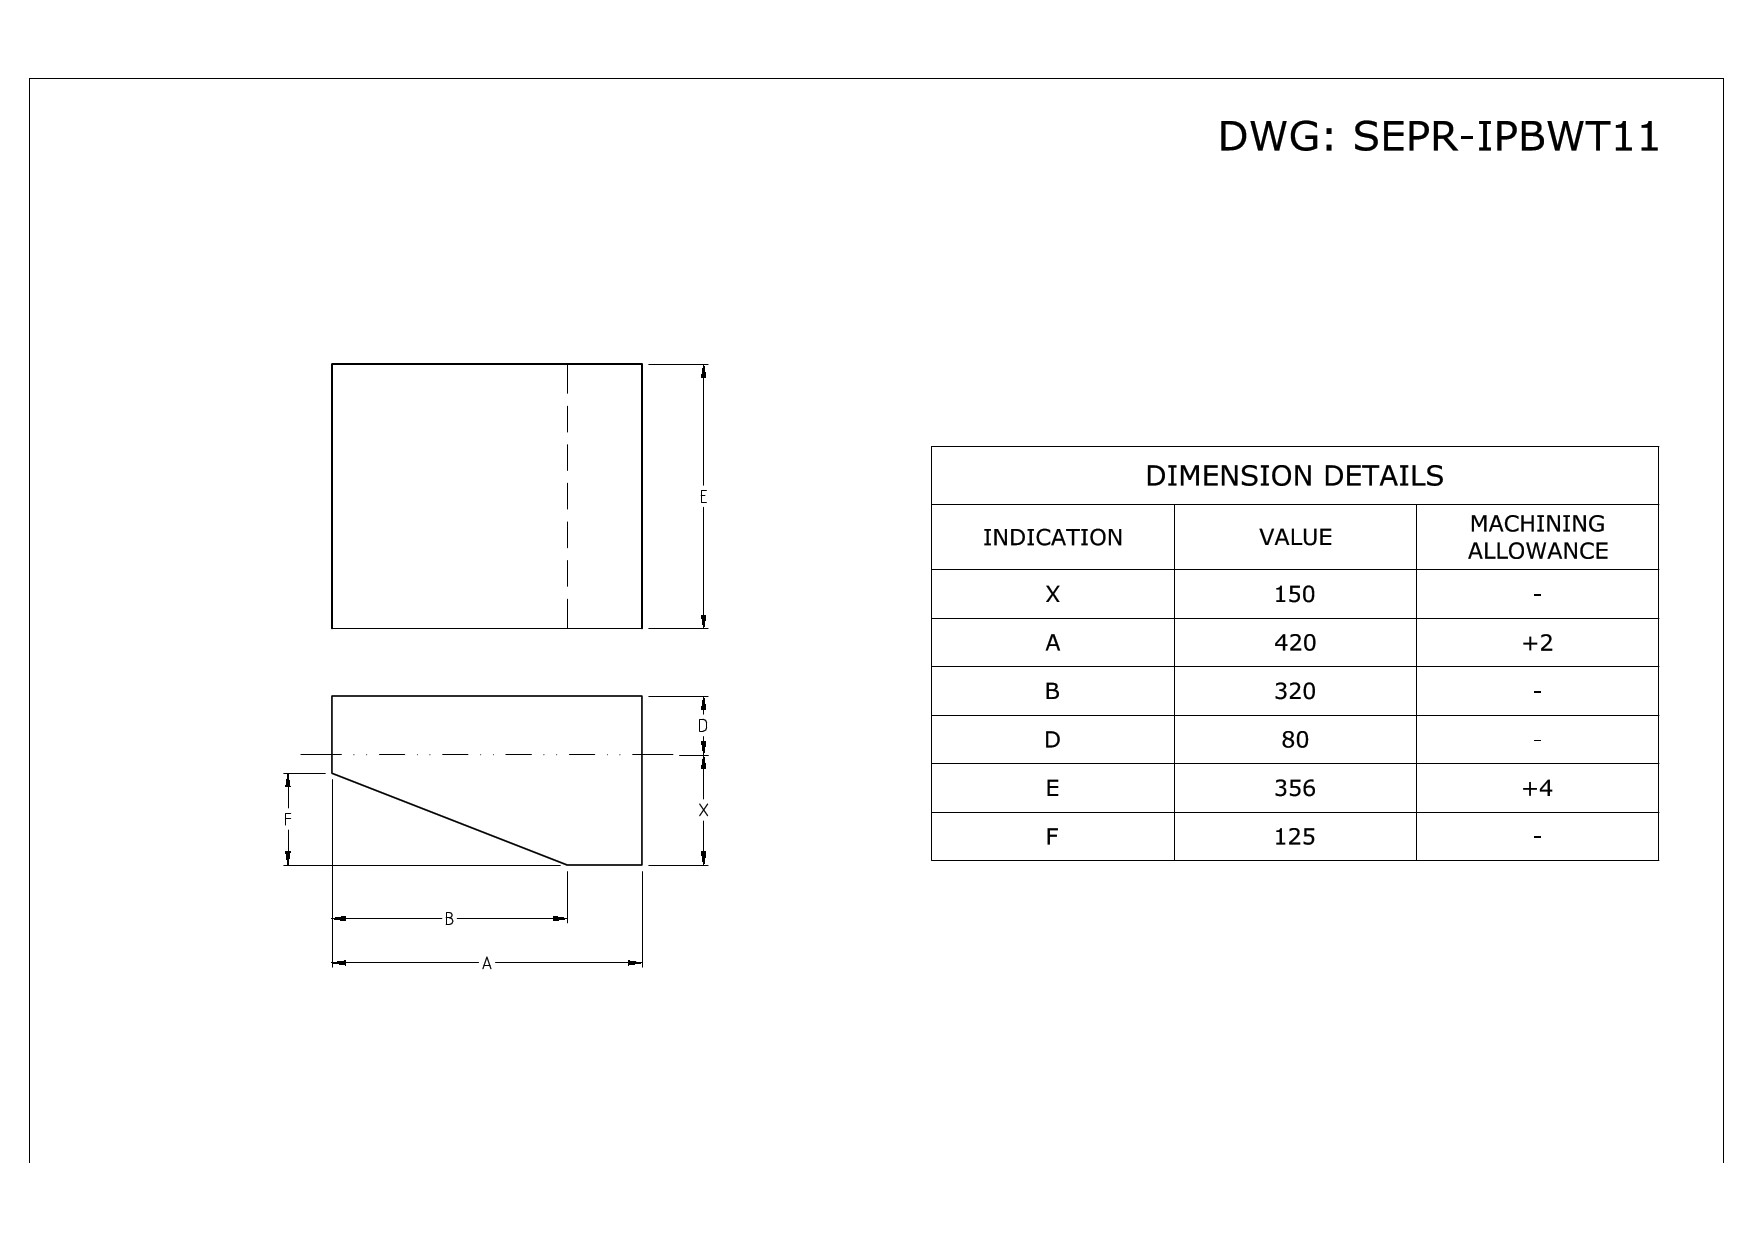 DWG: SEPR-IPBWT11
E
D
X
F
B
A
DIMENSION DETAILS
INDICATION VALUE MACHINING ALLOWANCE
X 150 -
A 420 +2
B 320 -
D 80 -
E 356 +4
F 125 -